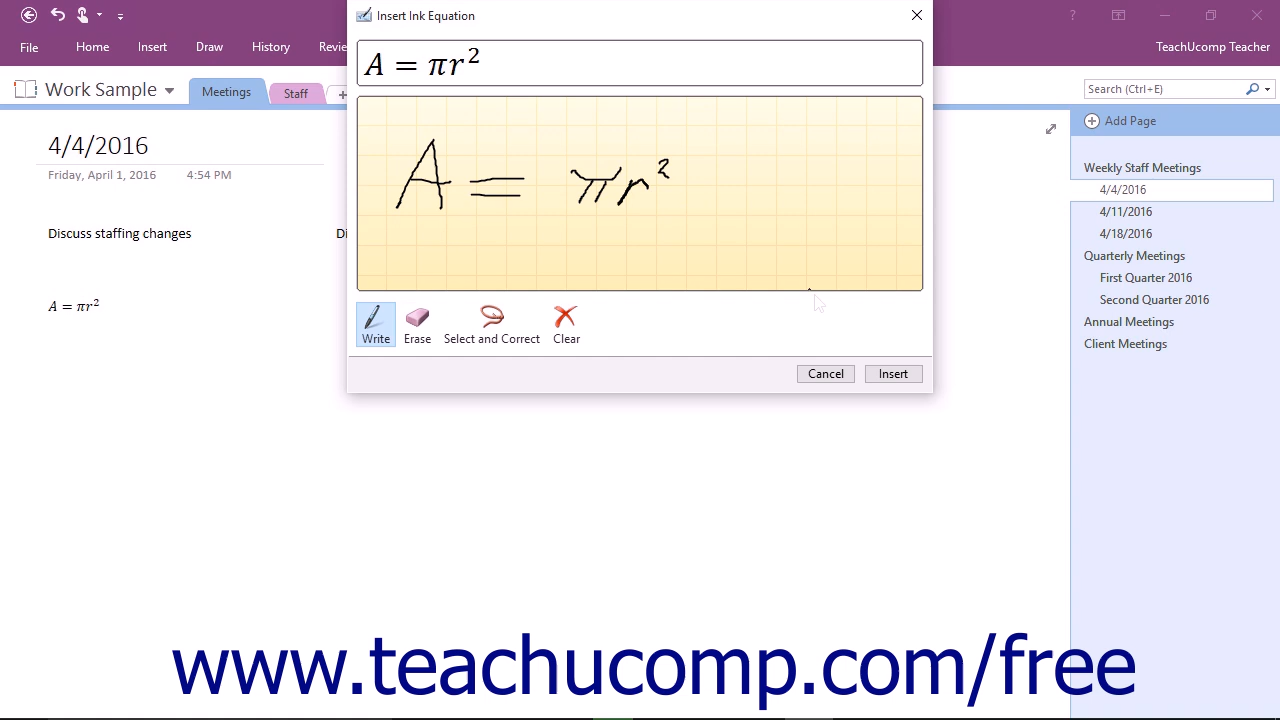 Insert Ink Equation
File Home Insert Draw History Revie
TeachUcomp Teacher
A = πr²
Work Sample Meetings Staff
Search (Ctrl+E)
A = πr²
4/4/2016
Friday, April 1, 2016 4:54 PM
Discuss staffing changes
Di
A = πr²
Write Erase Select and Correct Clear
Cancel Insert
Add Page
Weekly Staff Meetings
4/4/2016
4/11/2016
4/18/2016
Quarterly Meetings
First Quarter 2016
Second Quarter 2016
Annual Meetings
Client Meetings
www.teachucomp.com/free